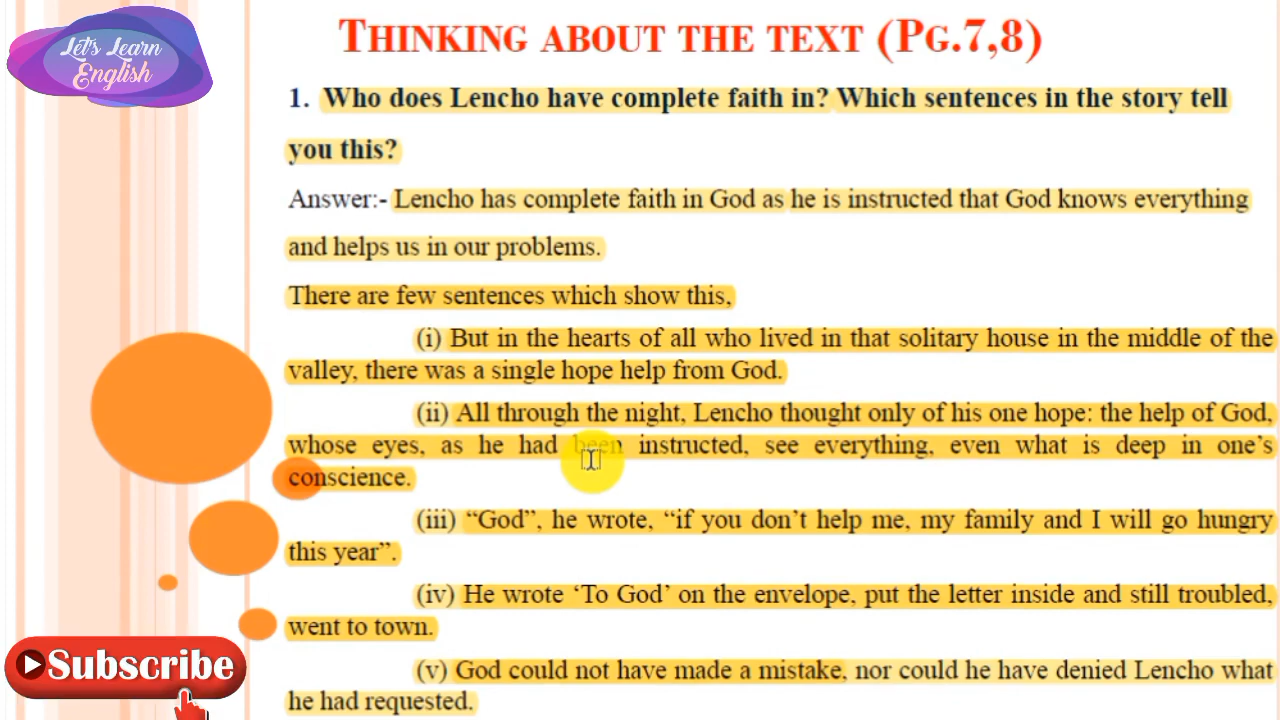 Let's Learn
English
THINKING ABOUT THE TEXT (PG.7,8)
1. Who does Lencho have complete faith in? Which sentences in the story tell
you this?
Answer:- Lencho has complete faith in God as he is instructed that God knows everything
and helps us in our problems.
There are few sentences which show this,
(i) But in the hearts of all who lived in that solitary house in the middle of the
valley, there was a single hope help from God.
(ii) All through the night, Lencho thought only of his one hope: the help of God,
whose eyes, as he had been instructed, see everything, even what is deep in one's
conscience.
(iii) “God”, he wrote, “if you don’t help me, my family and I will go hungry
this year”.
(iv) He wrote ‘To God’ on the envelope, put the letter inside and still troubled,
went to town.
(v) God could not have made a mistake, nor could he have denied Lencho what
he had requested.
Subscribe